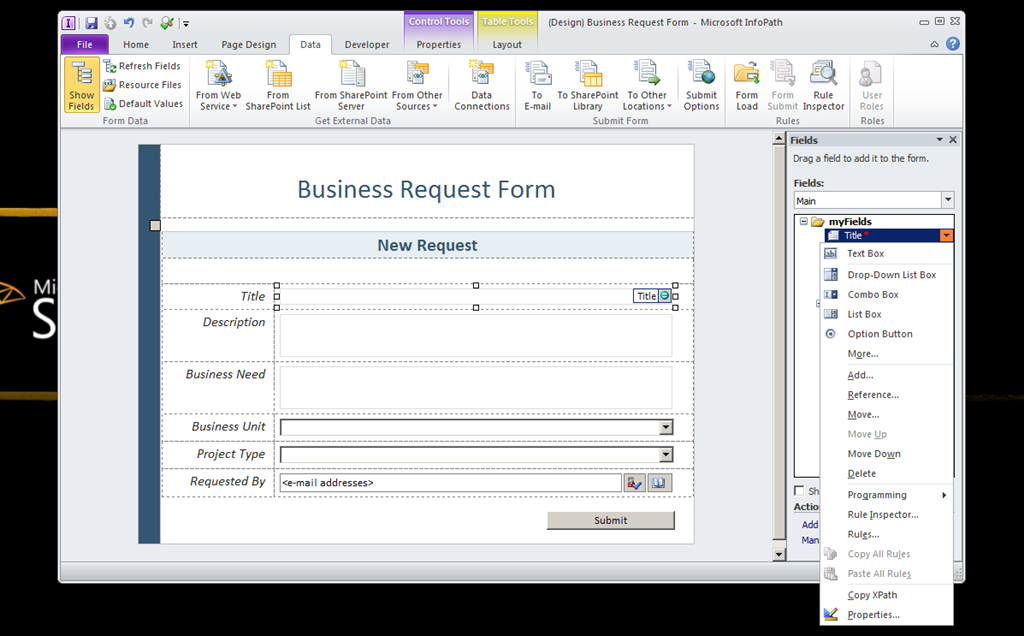 Control Tools
Table Tools
(Design) Business Request Form - Microsoft InfoPath
File
Home
Insert
Page Design
Data
Developer
Properties
Layout
Show
Fields
Refresh Fields
Resource Files
Default Values
From Web
Service
From
SharePoint List
From SharePoint
Server
From Other
Sources
Data
Connections
To
E-mail
To SharePoint
Library
To Other
Locations
Submit
Options
Form
Load
Form
Submit
Rule
Inspector
User
Roles
Form Data
Get External Data
Submit Form
Rules
Roles
Business Request Form
New Request
Title
Title
Description
Business Need
Business Unit
Project Type
Requested By
<e-mail addresses>
Submit
Fields
Drag a field to add it to the form.
Fields:
Main
myFields
Title *
Text Box
Drop-Down List Box
Combo Box
List Box
Option Button
More...
Add...
Reference...
Move...
Move Up
Move Down
Delete
Programming
Rule Inspector...
Rules...
Copy All Rules
Paste All Rules
Copy XPath
Properties...
Sh
Actio
Add
Man
Mi
S